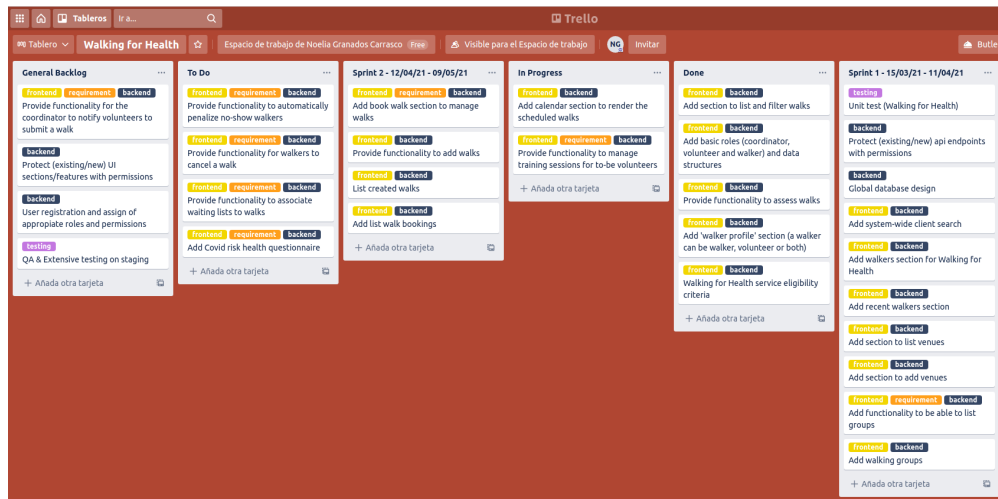 Tableros
Ir a...
Trello
Tablero
Walking for Health
Espacio de trabajo de Noelia Granados Carrasco Free
Visible para el Espacio de trabajo
NG
Invitar
Butle
General Backlog ...
frontend requirement backend
Provide functionality for the
coordinator to notify volunteers to
submit a walk
backend
Protect (existing/new) UI
sections/features with permissions
backend
User registration and assign of
appropiate roles and permissions
testing
QA & Extensive testing on staging
+ Añada otra tarjeta
To Do ...
frontend requirement backend
Provide functionality to automatically
penalize no-show walkers
frontend requirement backend
Provide functionality for walkers to
cancel a walk
frontend requirement backend
Provide functionality to associate
waiting lists to walks
frontend requirement backend
Add Covid risk health questionnaire
+ Añada otra tarjeta
Sprint 2 - 12/04/21 - 09/05/21 ...
frontend requirement backend
Add book walk section to manage
walks
frontend backend
Provide functionality to add walks
frontend backend
List created walks
frontend backend
Add list walk bookings
+ Añada otra tarjeta
In Progress ...
frontend backend
Add calendar section to render the
scheduled walks
frontend requirement backend
Provide functionality to manage
training sessions for to-be volunteers
+ Añada otra tarjeta
Done ...
frontend backend
Add section to list and filter walks
frontend backend
Add basic roles (coordinator,
volunteer and walker) and data
structures
frontend backend
Provide functionality to assess walks
frontend backend
Add 'walker profile' section (a walker
can be walker, volunteer or both)
frontend backend
Walking for Health service eligibility
criteria
+ Añada otra tarjeta
Sprint 1 - 15/03/21 - 11/04/21 ...
testing
Unit test (Walking for Health)
backend
Protect (existing/new) api endpoints
with permissions
backend
Global database design
frontend backend
Add system-wide client search
frontend backend
Add walkers section for Walking for
Health
frontend backend
Add recent walkers section
frontend backend
Add section to list venues
frontend backend
Add section to add venues
frontend requirement backend
Add functionality to be able to list
groups
frontend backend
Add walking groups
+ Añada otra tarjeta